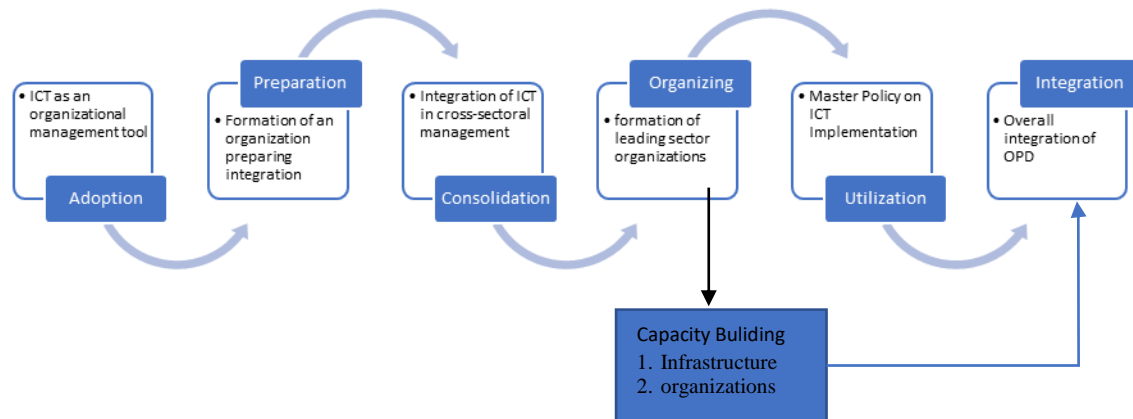 • ICT as an
organizational
management tool
Adoption
Preparation
• Formation of an
organization
preparing
integration
• Integration of ICT
in cross-sectoral
management
Consolidation
Organizing
• formation of
leading sector
organizations
• Master Policy on
ICT
Implementation
Utilization
Integration
• Overall
integration of
OPD
Capacity Buliding
1. Infrastructure
2. organizations